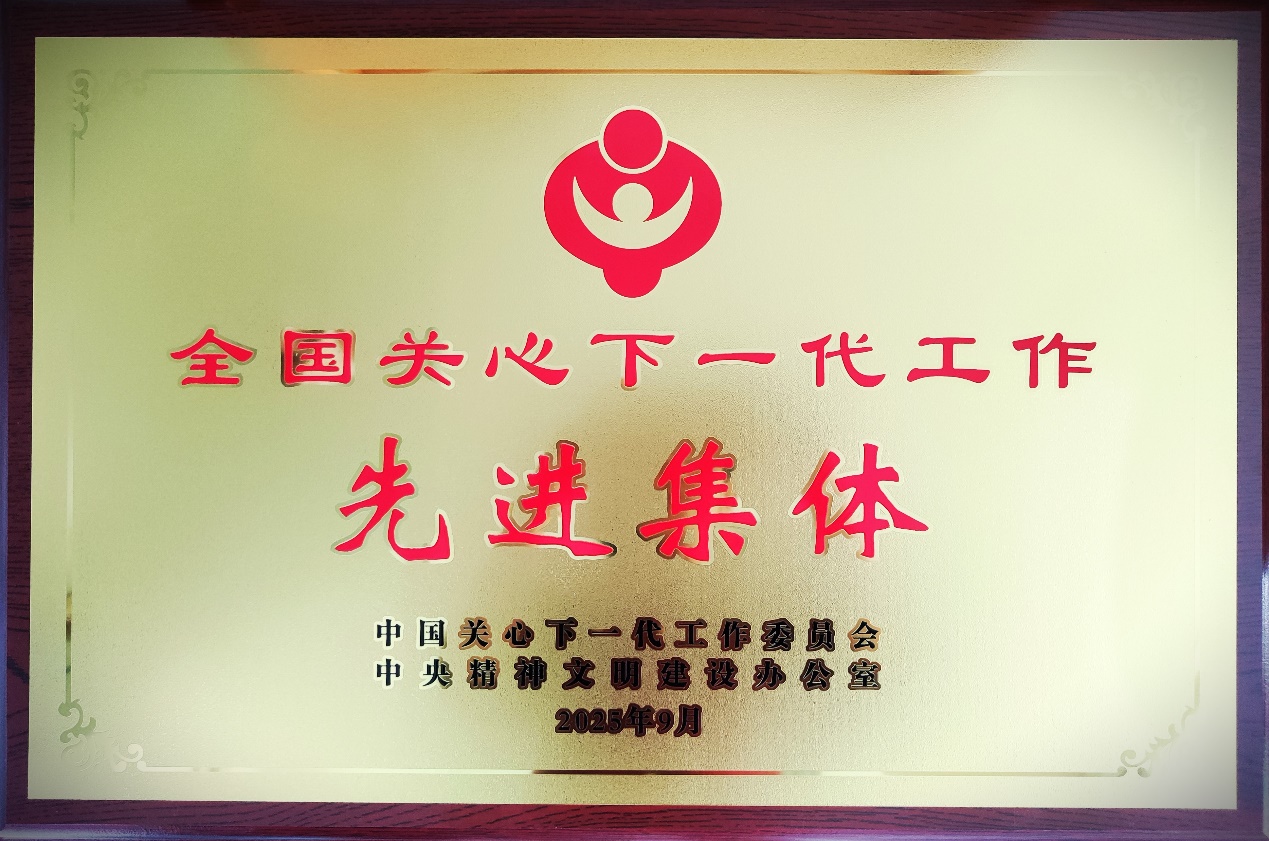 全国关心下一代工作
先进集体
中国关心下一代工作委员会
中央精神文明建设办公室
2025年9月